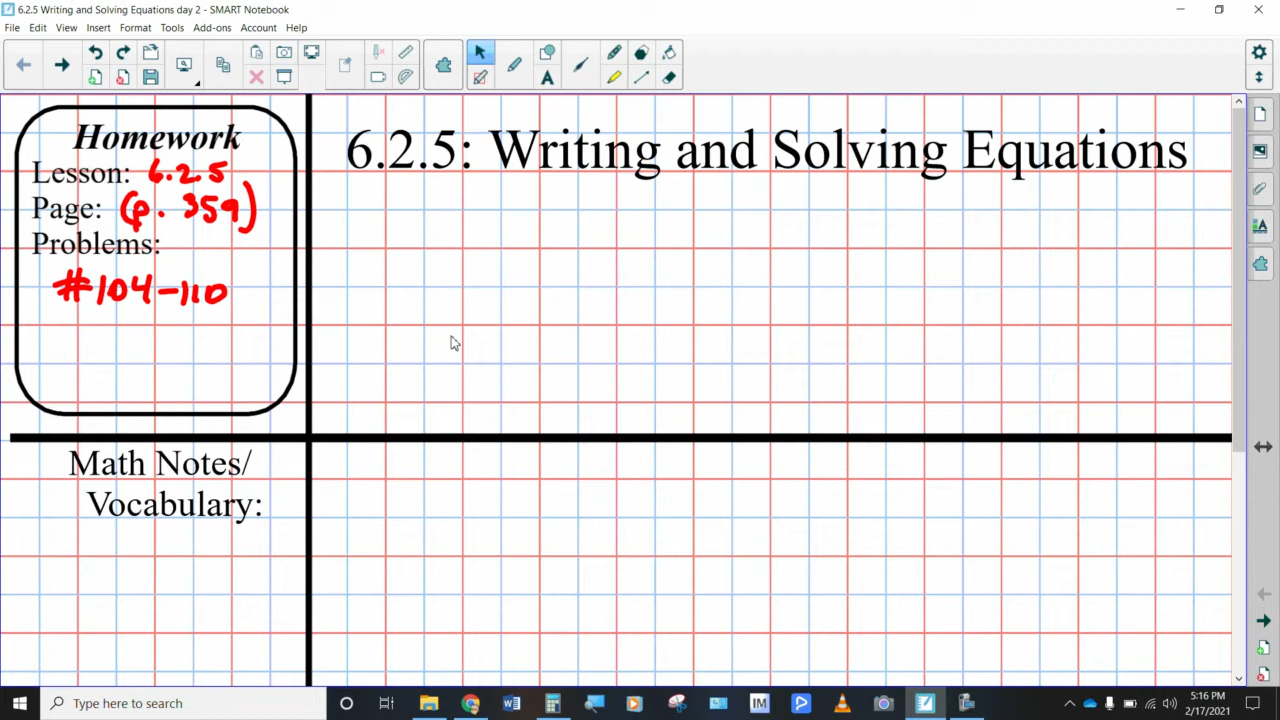 6.2.5 Writing and Solving Equations day 2 - SMART Notebook
File Edit View Insert Format Tools Add-ons Account Help
Homework
Lesson: 6.2.5
Page: (p. 359)
Problems:
#104-110
6.2.5: Writing and Solving Equations
Math Notes/
Vocabulary:
Type here to search
IM
5:16 PM
2/17/2021